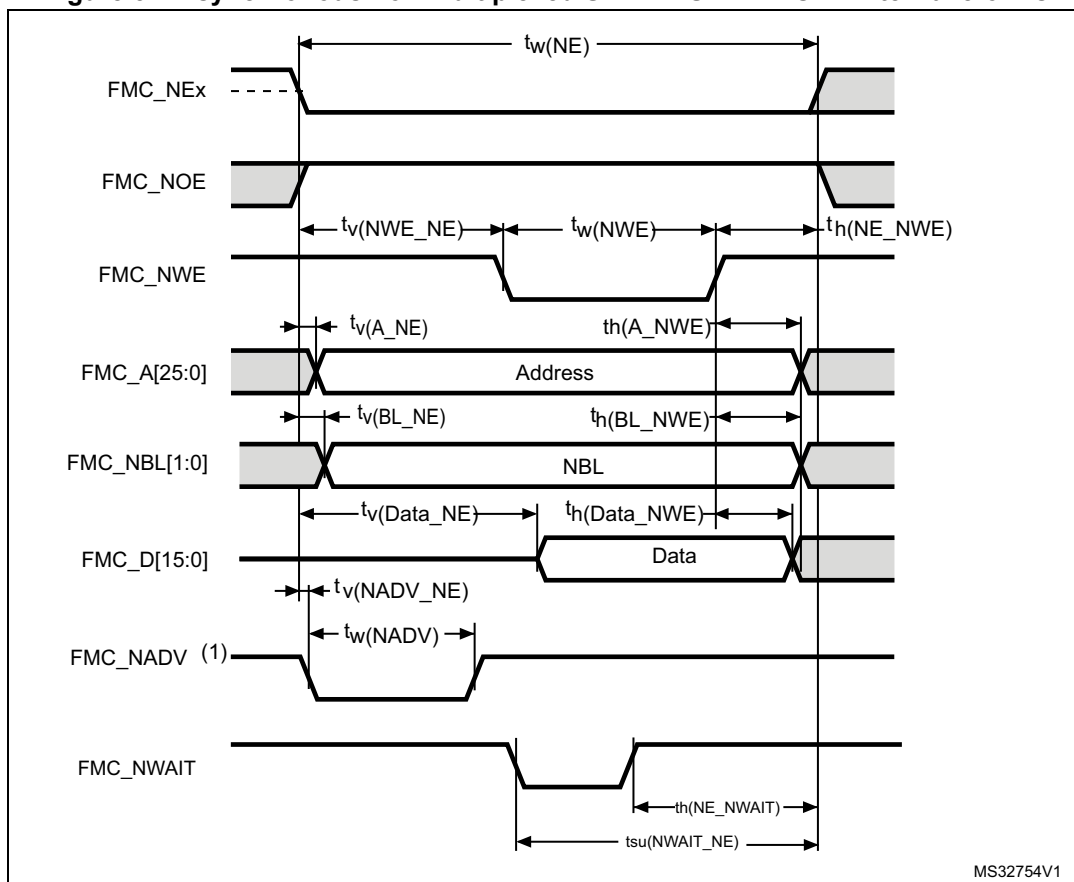 tw(NE)
FMC_NEx
FMC_NOE
tv(NWE_NE) tw(NWE) th(NE_NWE)
FMC_NWE
tv(A_NE) th(A_NWE)
FMC_A[25:0] Address
tv(BL_NE) th(BL_NWE)
FMC_NBL[1:0] NBL
tv(Data_NE) th(Data_NWE)
FMC_D[15:0] Data
tv(NADV_NE)
tw(NADV)
FMC_NADV (1)
FMC_NWAIT
th(NE_NWAIT)
tsu(NWAIT_NE)
MS32754V1